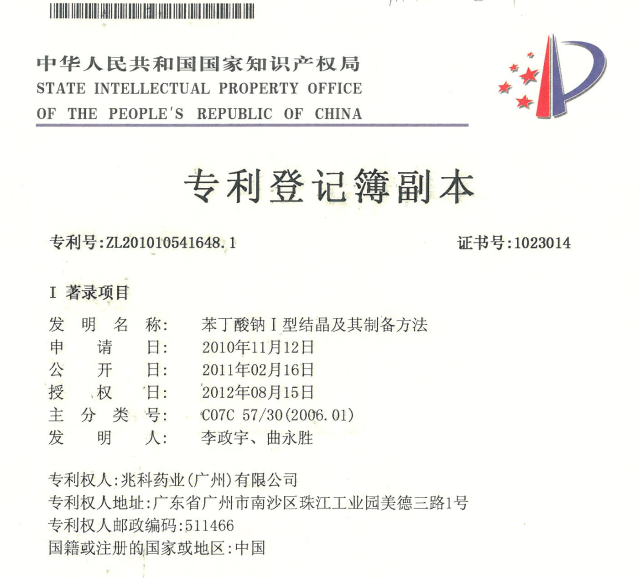 中华人民共和国国家知识产权局
STATE INTELLECTUAL PROPERTY OFFICE
OF THE PEOPLE'S REPUBLIC OF CHINA
专利登记簿副本
专利号:ZL201010541648.1 证书号:1023014
I 著录项目
发明名称: 苯丁酸钠Ⅰ型结晶及其制备方法
申请日: 2010年11月12日
公开日: 2011年02月16日
授权日: 2012年08月15日
主分类号: C07C 57/30(2006.01)
发明人: 李政宇、曲永胜
专利权人:兆科药业(广州)有限公司
专利权人地址:广东省广州市南沙区珠江工业园美德三路1号
专利权人邮政编码:511466
国籍或注册的国家或地区:中国